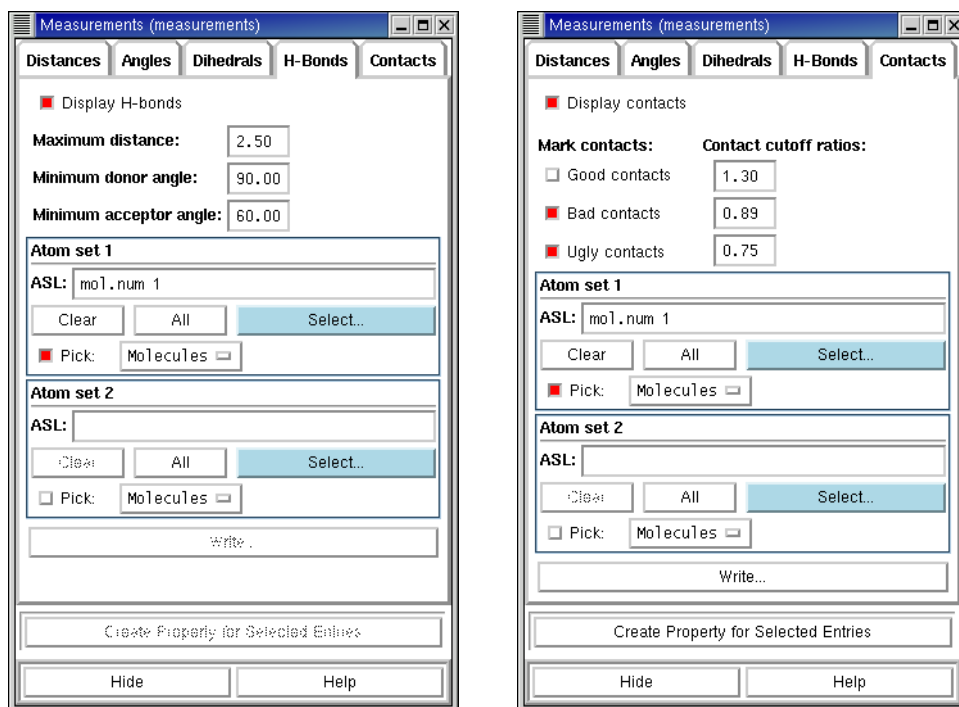 Measurements (measurements)
Distances Angles Dihedrals H-Bonds Contacts
Display H-bonds
Maximum distance: 2.50
Minimum donor angle: 90.00
Minimum acceptor angle: 60.00
Atom set 1
ASL: mol.num 1
Clear All Select...
Pick: Molecules
Atom set 2
ASL:
Clear All Select...
Pick: Molecules
Write...
Create Property for Selected Entries
Hide Help
Measurements (measurements)
Distances Angles Dihedrals H-Bonds Contacts
Display contacts
Mark contacts: Contact cutoff ratios:
Good contacts 1.30
Bad contacts 0.89
Ugly contacts 0.75
Atom set 1
ASL: mol.num 1
Clear All Select...
Pick: Molecules
Atom set 2
ASL:
Clear All Select...
Pick: Molecules
Write...
Create Property for Selected Entries
Hide Help